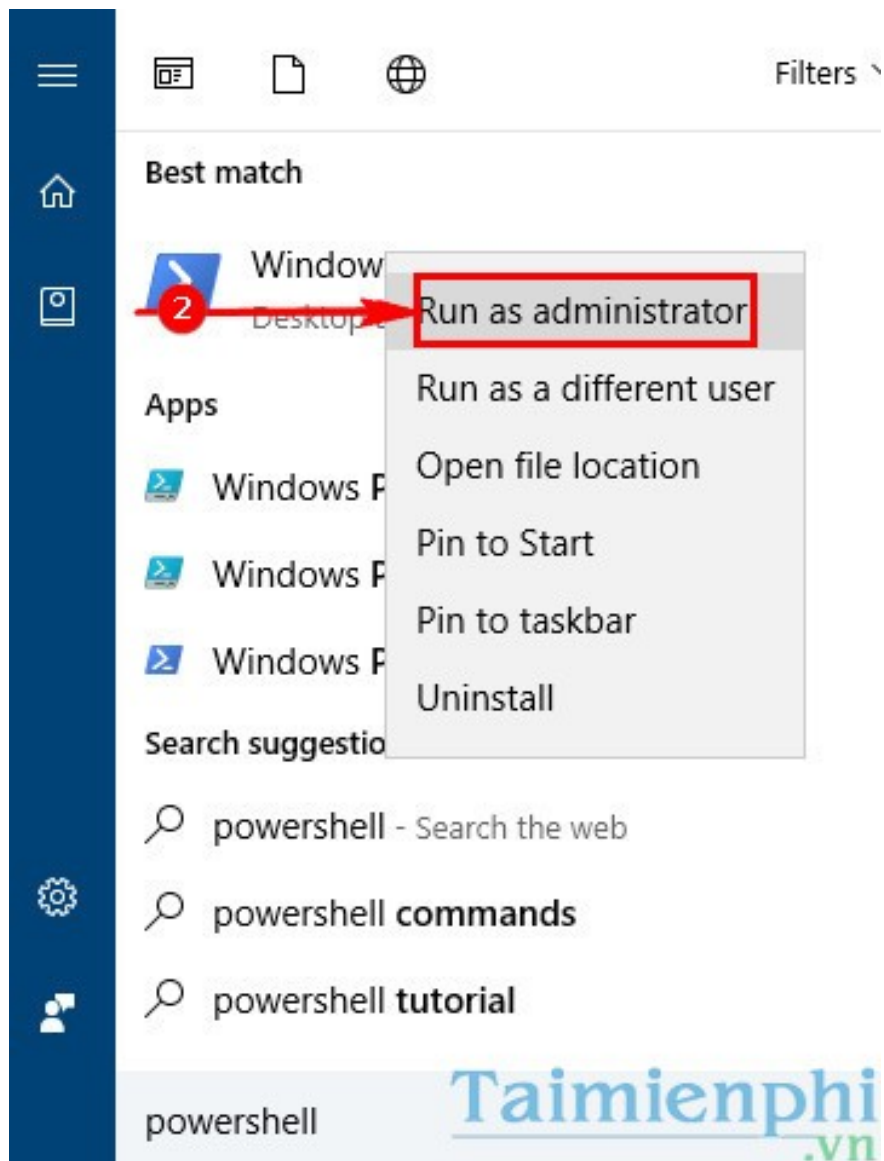 Filters
Best match
Window
Desktop
2
Run as administrator
Run as a different user
Open file location
Pin to Start
Pin to taskbar
Uninstall
Apps
Windows P
Windows P
Windows P
Search suggestio
powershell - Search the web
powershell commands
powershell tutorial
powershell
Taimienphi
.vn